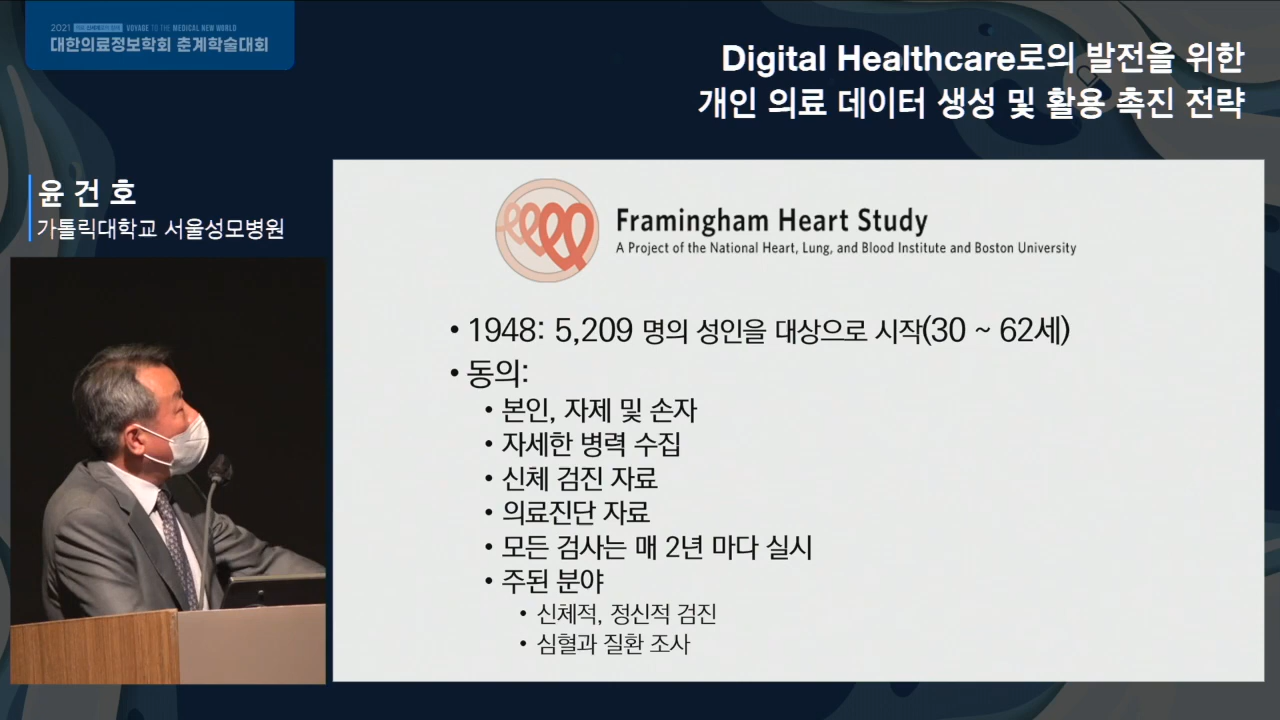 2021 VOYAGE TO THE MEDICAL NEW WORLD
대한의료정보학회 춘계학술대회
Digital Healthcare로의 발전을 위한
개인 의료 데이터 생성 및 활용 촉진 전략
윤 건 호
가톨릭대학교 서울성모병원
Framingham Heart Study
A Project of the National Heart, Lung, and Blood Institute and Boston University
• 1948: 5,209 명의 성인을 대상으로 시작(30 ~ 62세)
• 동의:
• 본인, 자제 및 손자
• 자세한 병력 수집
• 신체 검진 자료
• 의료진단 자료
• 모든 검사는 매 2년 마다 실시
• 주된 분야
• 신체적, 정신적 검진
• 심혈과 질환 조사